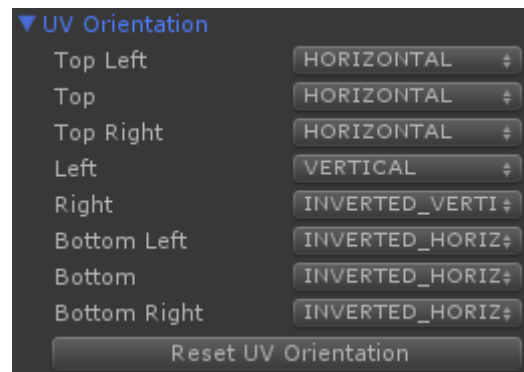 UV Orientation
Top Left HORIZONTAL
Top HORIZONTAL
Top Right HORIZONTAL
Left VERTICAL
Right INVERTED_VERTI
Bottom Left INVERTED_HORIZ
Bottom INVERTED_HORIZ
Bottom Right INVERTED_HORIZ
Reset UV Orientation